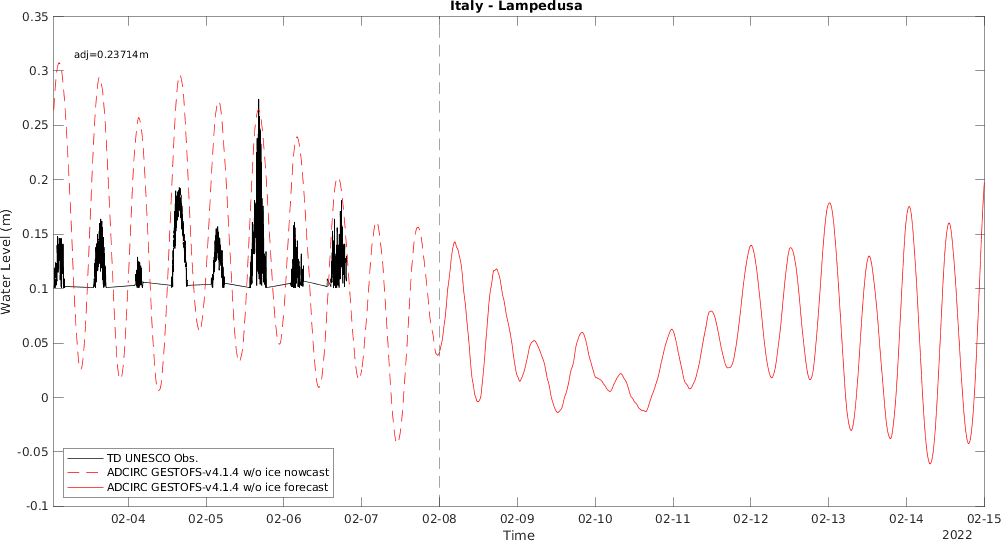 Italy - Lampedusa
adj=0.23714m
0.35
0.3
0.25
0.2
0.15
0.1
0.05
0
-0.05
-0.1
Water Level (m)
TD UNESCO Obs.
ADCIRC GESTOFS-v4.1.4 w/o ice nowcast
ADCIRC GESTOFS-v4.1.4 w/o ice forecast
02-04 02-05 02-06 02-07 02-08 02-09 02-10 02-11 02-12 02-13 02-14 02-15
Time
2022